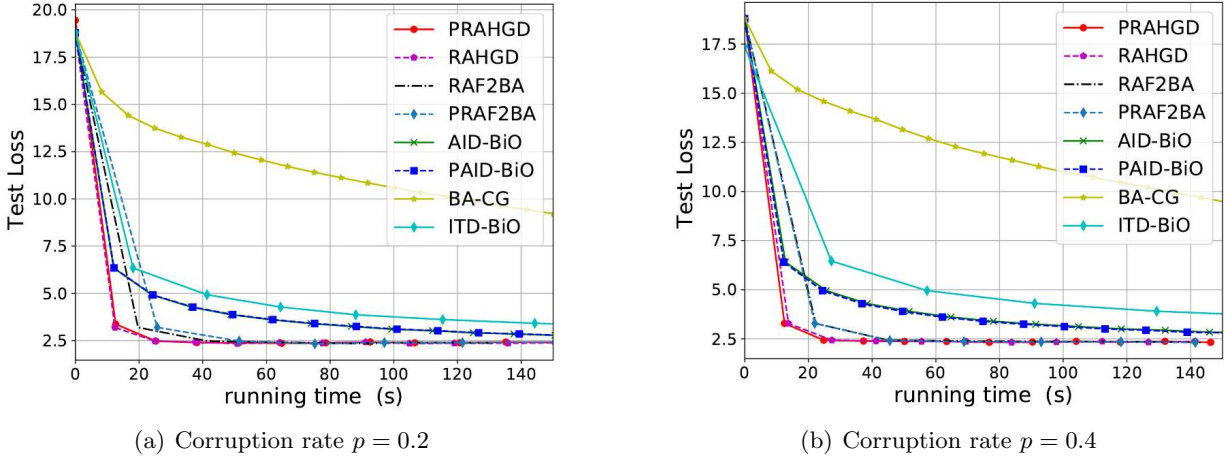 20.0
17.5
15.0
12.5
10.0
7.5
5.0
2.5
Test Loss
0 20 40 60 80 100 120 140
running time (s)
PRAHGD
RAHGD
RAF2BA
PRAF2BA
AID-BiO
PAID-BiO
BA-CG
ITD-BiO
(a) Corruption rate p = 0.2
17.5
15.0
12.5
10.0
7.5
5.0
2.5
Test Loss
0 20 40 60 80 100 120 140
running time (s)
PRAHGD
RAHGD
RAF2BA
PRAF2BA
AID-BiO
PAID-BiO
BA-CG
ITD-BiO
(b) Corruption rate p = 0.4